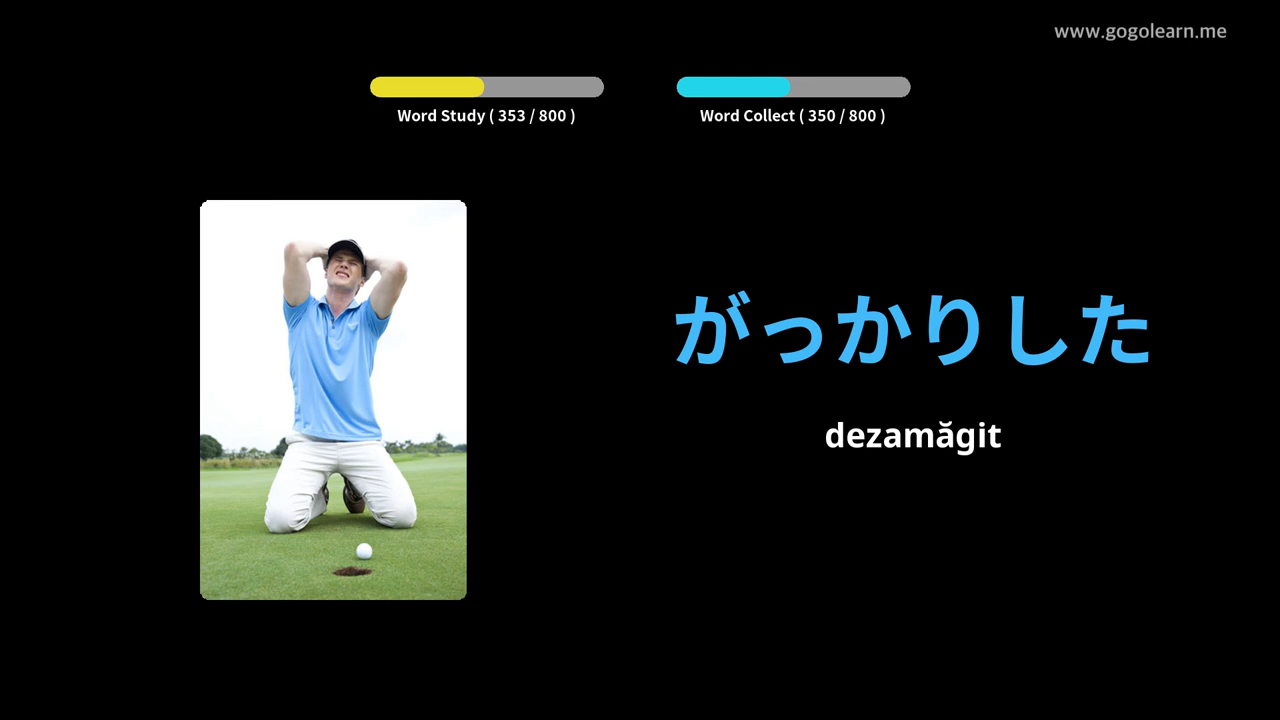 www.gogolearn.me
Word Study ( 353 / 800 )
Word Collect ( 350 / 800 )
がっかりした
dezamăgit